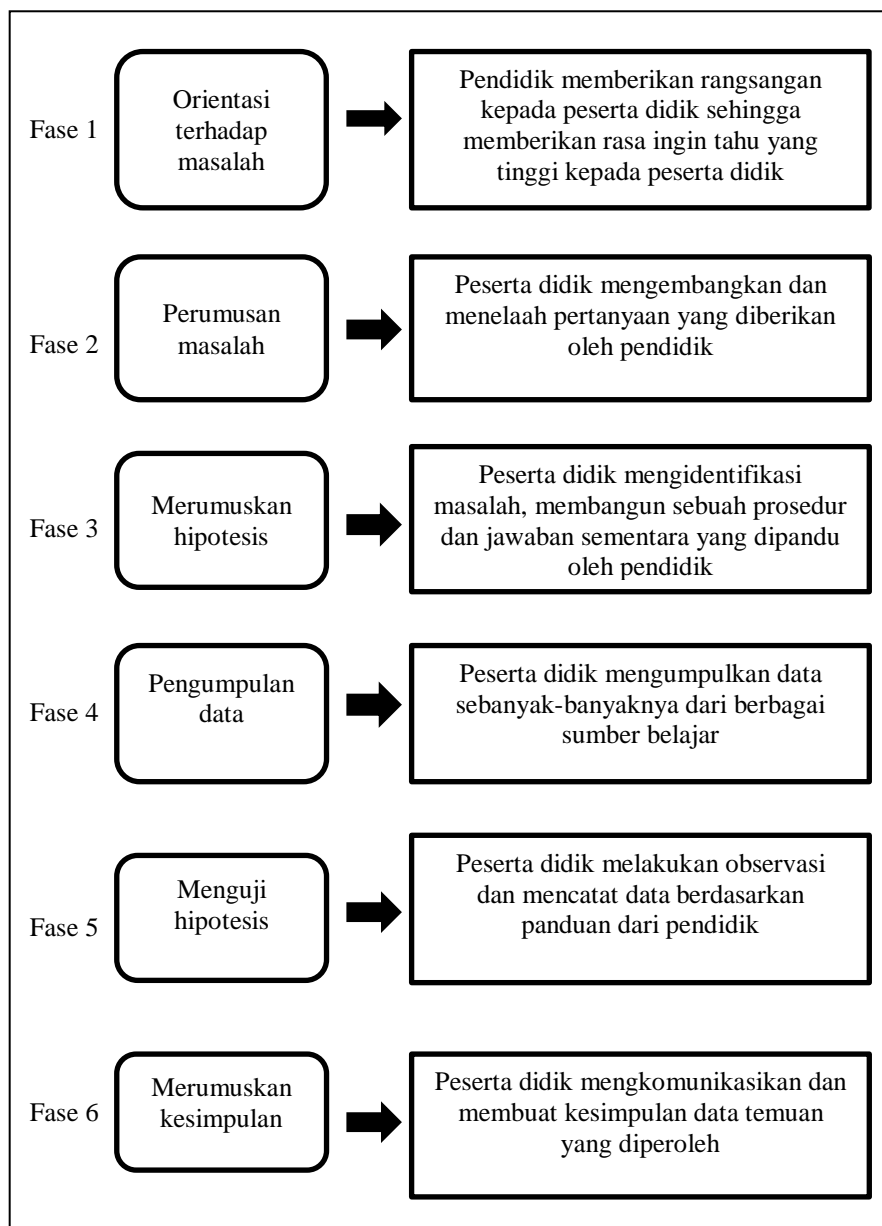 Fase 1
Orientasi
terhadap
masalah
Pendidik memberikan rangsangan
kepada peserta didik sehingga
memberikan rasa ingin tahu yang
tinggi kepada peserta didik
Fase 2
Perumusan
masalah
Peserta didik mengembangkan dan
menelaah pertanyaan yang diberikan
oleh pendidik
Fase 3
Merumuskan
hipotesis
Peserta didik mengidentifikasi
masalah, membangun sebuah prosedur
dan jawaban sementara yang dipandu
oleh pendidik
Fase 4
Pengumpulan
data
Peserta didik mengumpulkan data
sebanyak-banyaknya dari berbagai
sumber belajar
Fase 5
Menguji
hipotesis
Peserta didik melakukan observasi
dan mencatat data berdasarkan
panduan dari pendidik
Fase 6
Merumuskan
kesimpulan
Peserta didik mengkomunikasikan dan
membuat kesimpulan data temuan
yang diperoleh